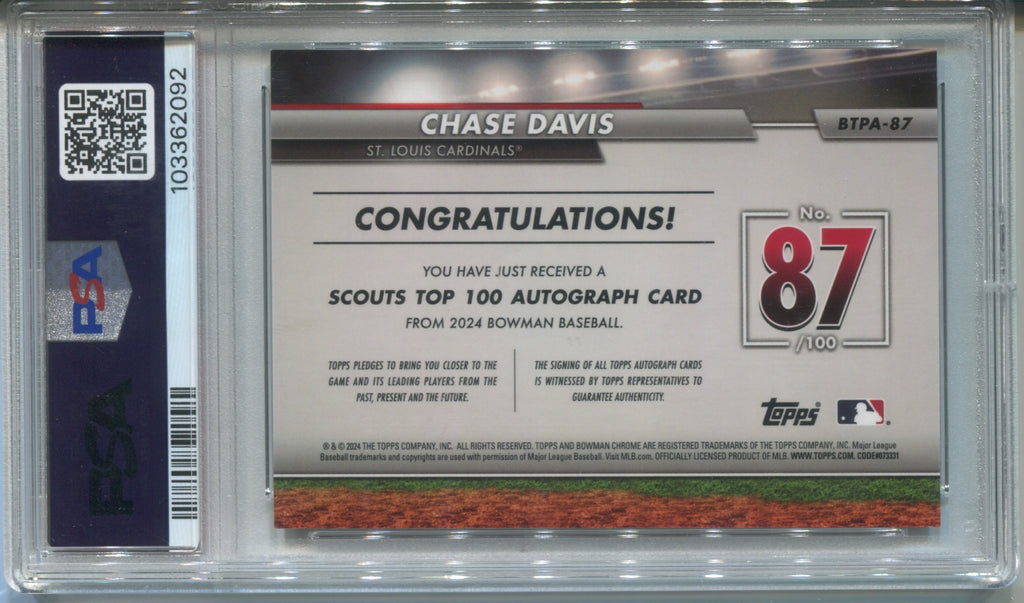 103362092
PSA
PSA
CHASE DAVIS
BTPA-87
ST. LOUIS CARDINALS®
CONGRATULATIONS!
YOU HAVE JUST RECEIVED A
SCOUTS TOP 100 AUTOGRAPH CARD
FROM 2024 BOWMAN BASEBALL.
No.
87
/100
TOPPS PLEDGES TO BRING YOU CLOSER TO THE
GAME AND ITS LEADING PLAYERS FROM THE
PAST, PRESENT AND THE FUTURE.
THE SIGNING OF ALL TOPPS AUTOGRAPH CARDS
IS WITNESSED BY TOPPS REPRESENTATIVES TO
GUARANTEE AUTHENTICITY.
Topps®
® & © 2024 THE TOPPS COMPANY, INC. ALL RIGHTS RESERVED. TOPPS AND BOWMAN CHROME ARE REGISTERED TRADEMARKS OF THE TOPPS COMPANY, INC. Major League
Baseball trademarks and copyrights are used with permission of Major League Baseball. Visit MLB.com. OFFICIALLY LICENSED PRODUCT OF MLB. WWW.TOPPS.COM. CODE#073331